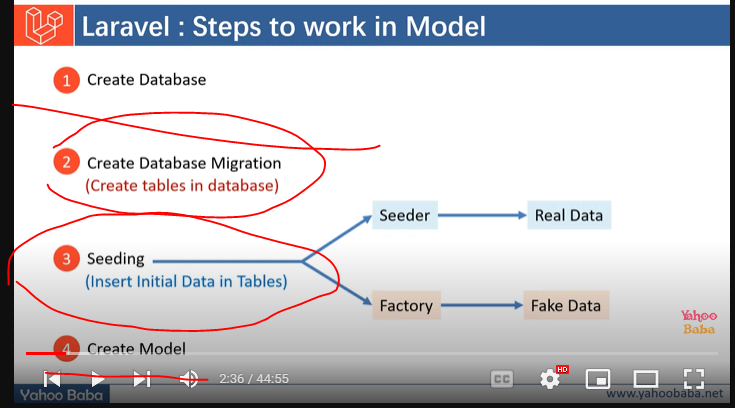 Laravel : Steps to work in Model
1 Create Database
2 Create Database Migration
(Create tables in database)
Seeder
Real Data
3 Seeding
(Insert Initial Data in Tables)
Factory
Fake Data
Yahoo
Baba
4 Create Model
2:36 / 44:55
CC
HD
Yahoo Baba
www.yahoobaba.net